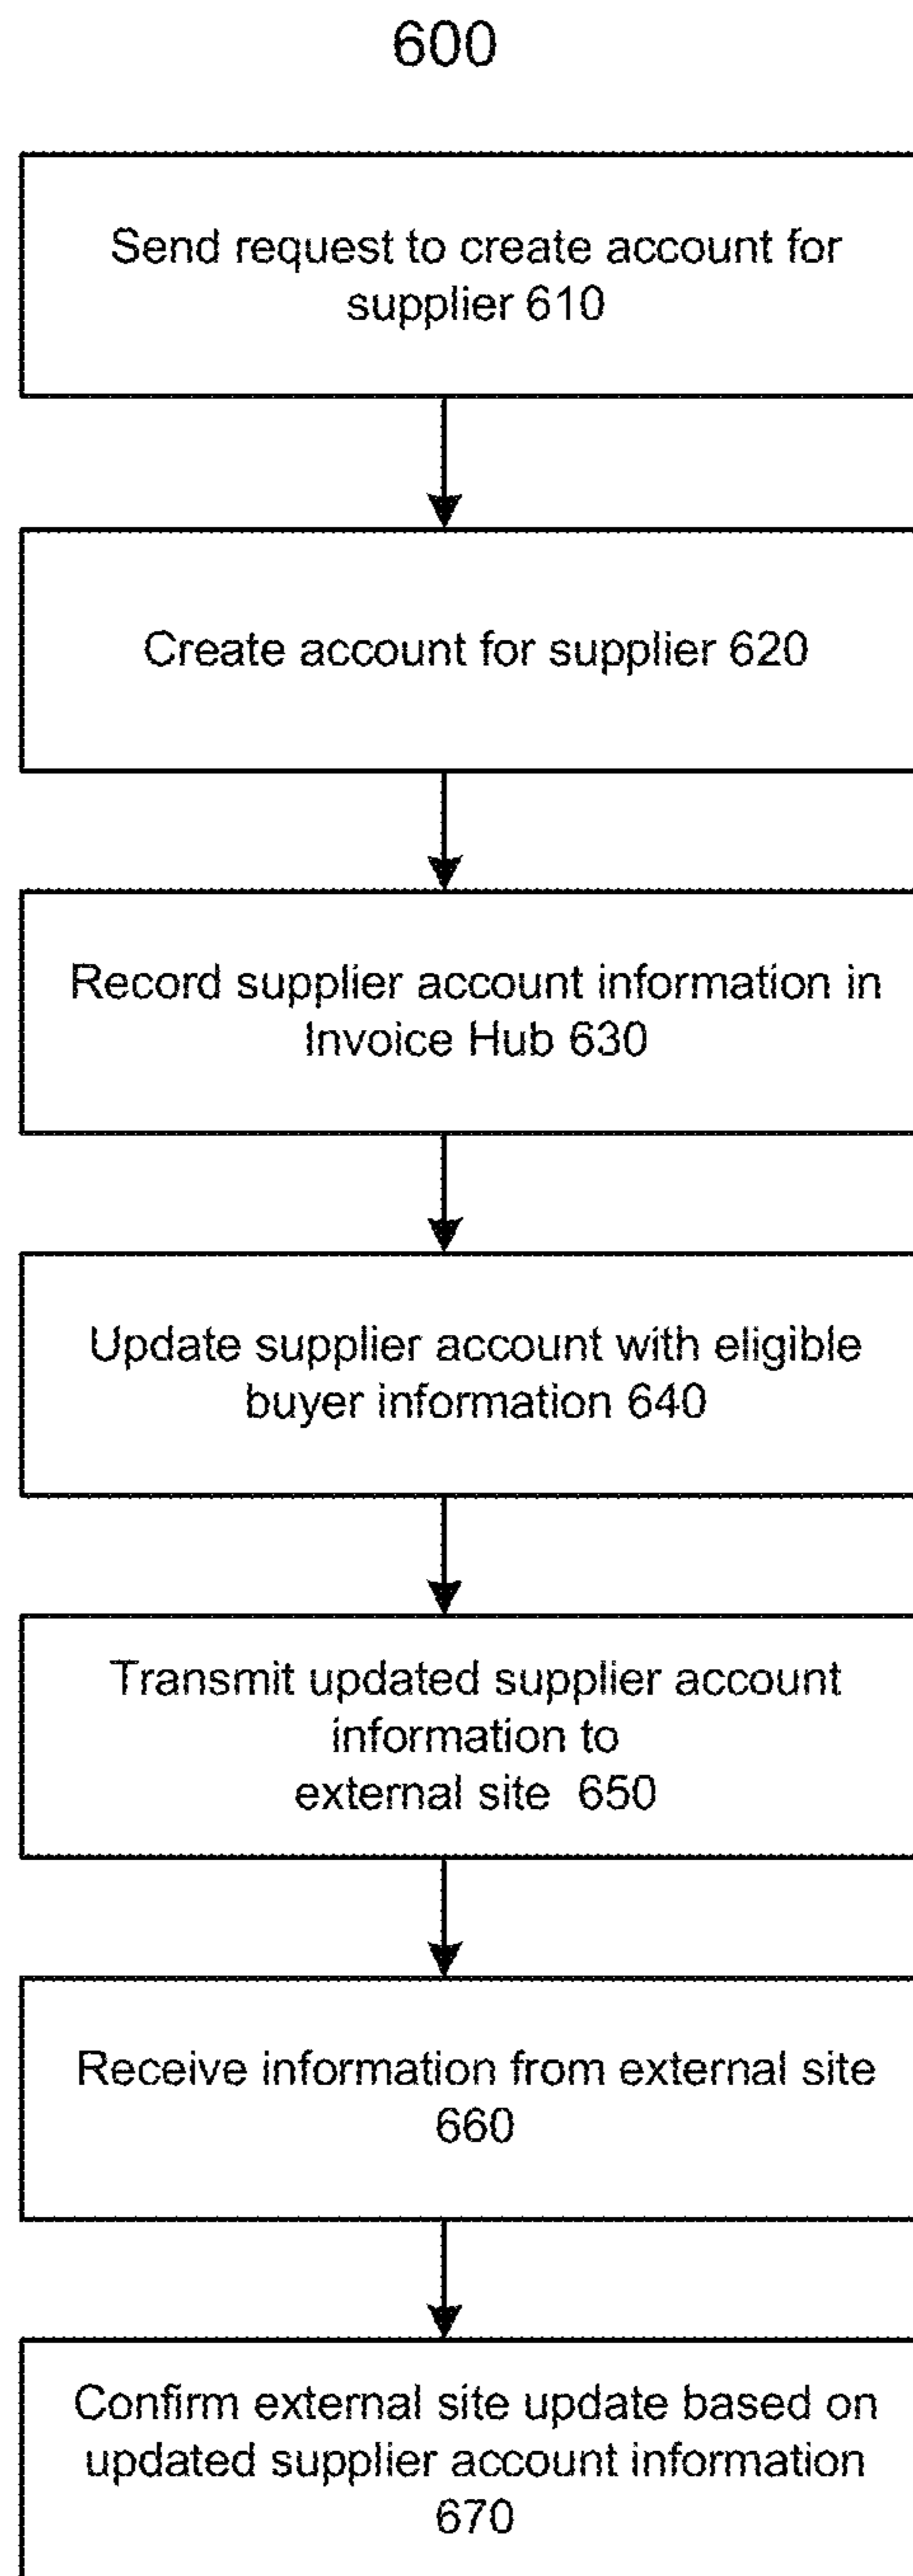 600
Send request to create account for
supplier 610
Create account for supplier 620
Record supplier account information in
Invoice Hub 630
Update supplier account with eligible
buyer information 640
Transmit updated supplier account
information to
external site 650
Receive information from external site
660
Confirm external site update based on
updated supplier account information
670